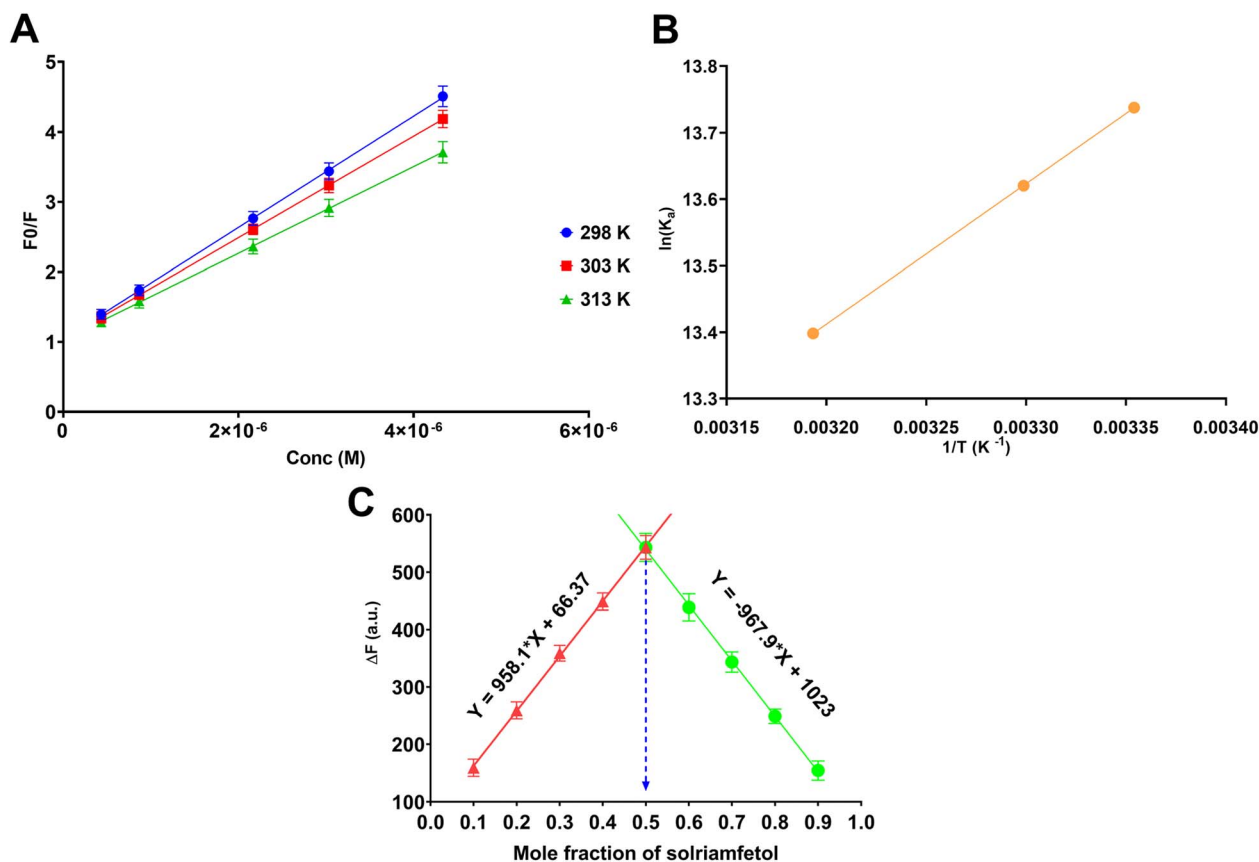 A
5
4
3
2
1
0
F0/F
0
2×10⁻⁶
4×10⁻⁶
6×10⁻⁶
Conc (M)
298 K
303 K
313 K
B
13.8
13.7
13.6
13.5
13.4
13.3
ln(Kₐ)
0.00315
0.00320
0.00325
0.00330
0.00335
0.00340
1/T (K ⁻¹)
C
600
500
400
300
200
100
ΔF (a.u.)
Y = 958.1*X + 66.37
Y = -967.9*X + 1023
0.0
0.1
0.2
0.3
0.4
0.5
0.6
0.7
0.8
0.9
1.0
Mole fraction of solriamfetol